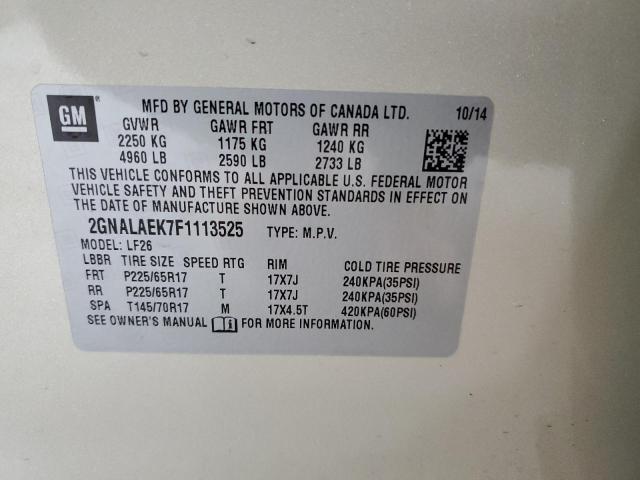 GM ®
MFD BY GENERAL MOTORS OF CANADA LTD. 10/14
GVWR GAWR FRT GAWR RR
2250 KG 1175 KG 1240 KG
4960 LB 2590 LB 2733 LB
THIS VEHICLE CONFORMS TO ALL APPLICABLE U.S. FEDERAL MOTOR
VEHICLE SAFETY AND THEFT PREVENTION STANDARDS IN EFFECT ON
THE DATE OF MANUFACTURE SHOWN ABOVE.
2GNALAEK7F1113525 TYPE: M.P.V.
MODEL: LF26
LBBR TIRE SIZE SPEED RTG RIM COLD TIRE PRESSURE
FRT P225/65R17 T 17X7J 240KPA(35PSI)
RR P225/65R17 T 17X7J 240KPA(35PSI)
SPA T145/70R17 M 17X4.5T 420KPA(60PSI)
SEE OWNER'S MANUAL FOR MORE INFORMATION.